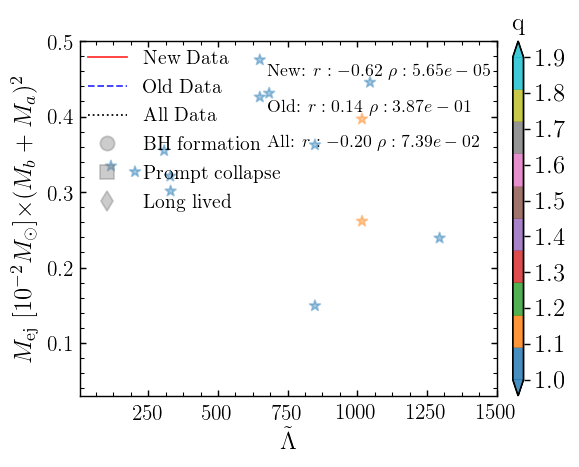 q
New Data
Old Data
All Data
BH formation
Prompt collapse
Long lived
New: r : −0.62 ρ : 5.65e − 05
Old: r : 0.14 ρ : 3.87e − 01
All: r : −0.20 ρ : 7.39e − 02
M_ej [10^−2 M_⊙]×(M_b + M_a)^2
0.5
0.4
0.3
0.2
0.1
250 500 750 1000 1250 1500
Λ̃
1.9
1.8
1.7
1.6
1.5
1.4
1.3
1.2
1.1
1.0